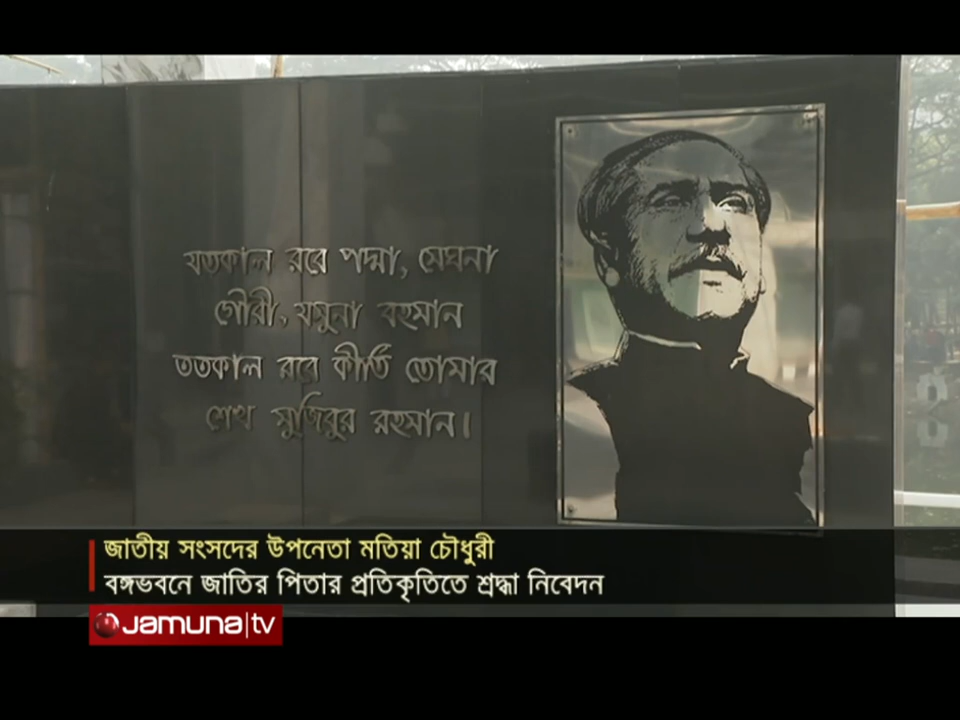 যতকাল রবে পদ্মা, মেঘনা
গৌরী, যমুনা বহমান
ততকাল রবে কীর্তি তোমার
শেখ মুজিবুর রহমান।
জাতীয় সংসদের উপনেতা মতিয়া চৌধুরী
বঙ্গভবনে জাতির পিতার প্রতিকৃতিতে শ্রদ্ধা নিবেদন
Jamuna|tv